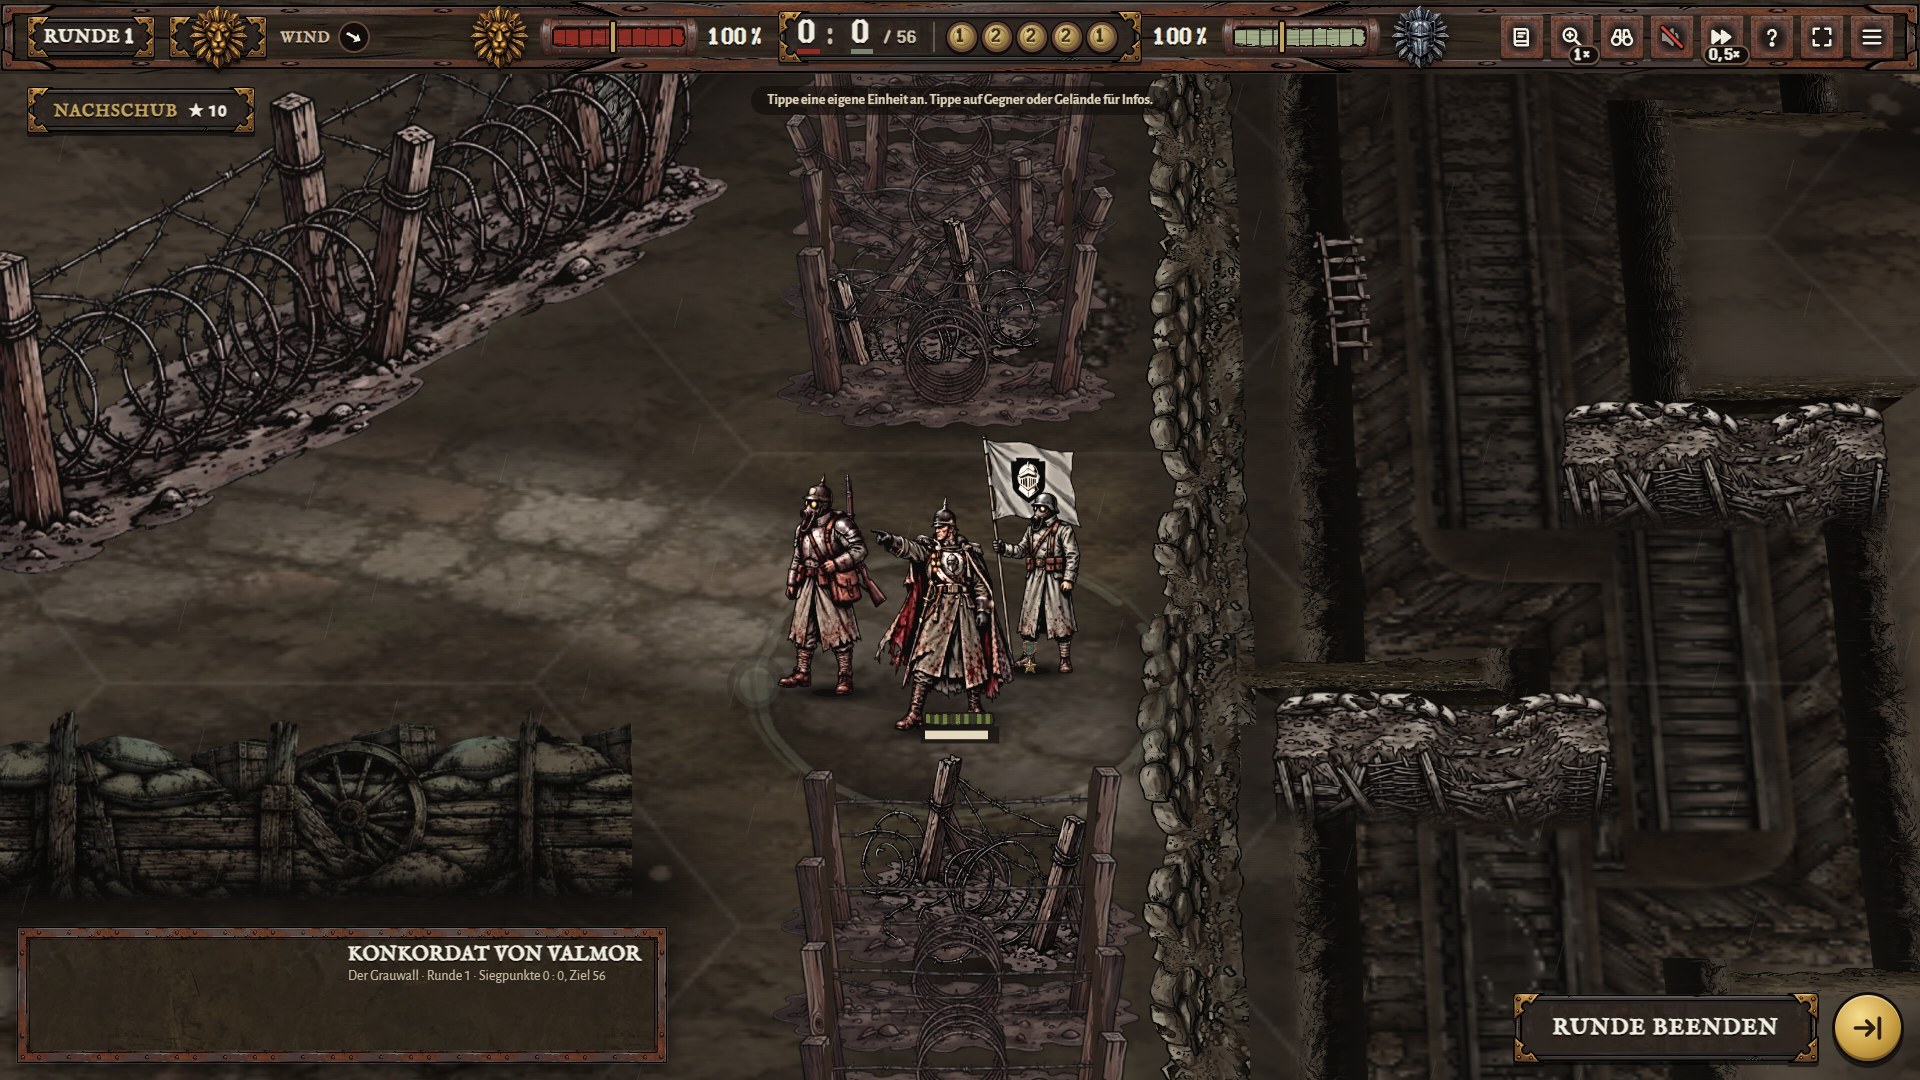 RUNDE 1
WIND
100%
0 : 0 / 56
1 2 2 2 1
100%
1×
0,5×
?
NACHSCHUB ★ 10
Tippe eine eigene Einheit an. Tippe auf Gegner oder Gelände für Infos.
KONKORDAT VON VALMOR
Der Grauwall · Runde 1 · Siegpunkte 0 : 0, Ziel 56
RUNDE BEENDEN